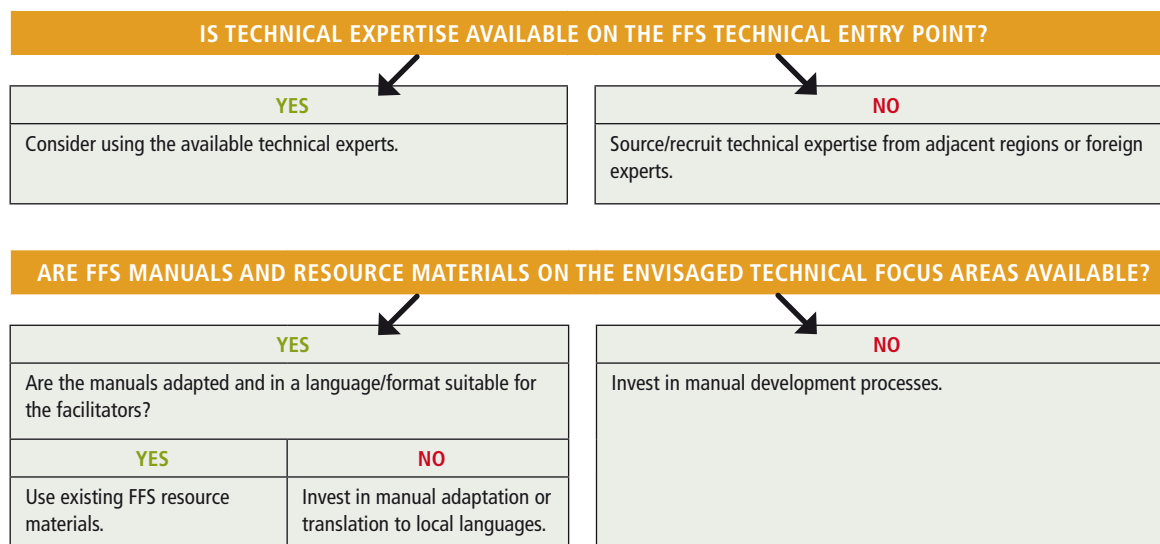 IS TECHNICAL EXPERTISE AVAILABLE ON THE FFS TECHNICAL ENTRY POINT?
YES
Consider using the available technical experts.
NO
Source/recruit technical expertise from adjacent regions or foreign
experts.
ARE FFS MANUALS AND RESOURCE MATERIALS ON THE ENVISAGED TECHNICAL FOCUS AREAS AVAILABLE?
YES
Are the manuals adapted and in a language/format suitable for
the facilitators?
YES
Use existing FFS resource
materials.
NO
Invest in manual adaptation or
translation to local languages.
NO
Invest in manual development processes.